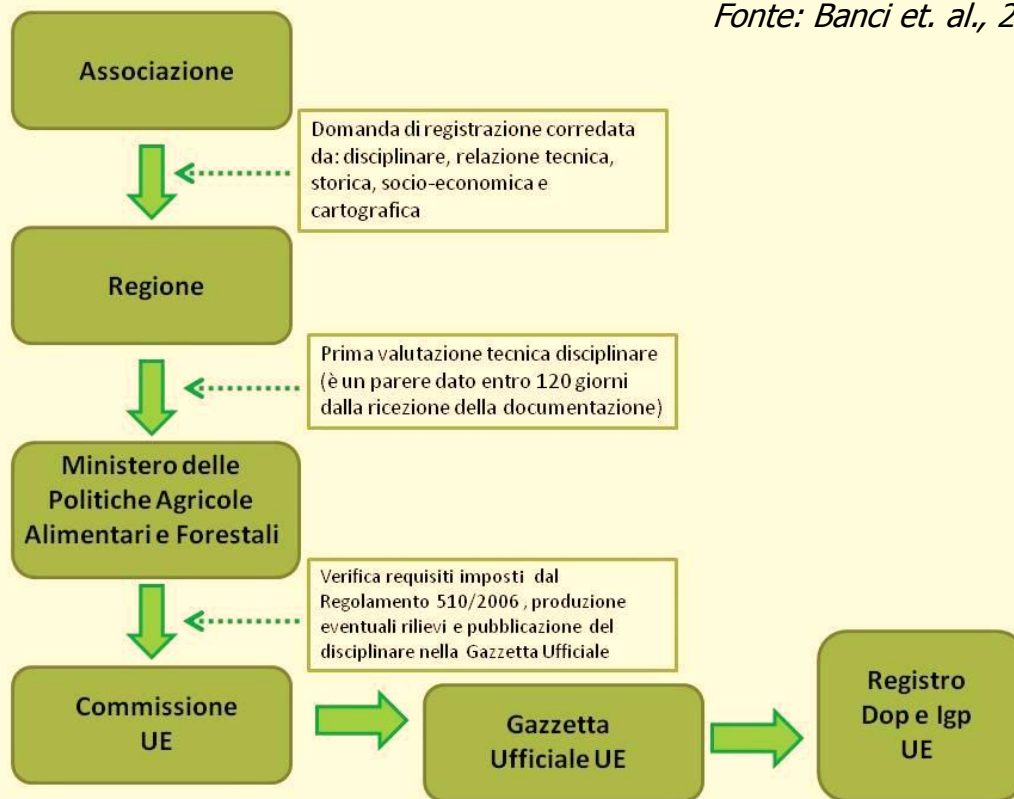 Fonte: Banci et. al., 2
Associazione
Domanda di registrazione corredata
da: disciplinare, relazione tecnica,
storica, socio-economica e
cartografica
Regione
Prima valutazione tecnica disciplinare
(è un parere dato entro 120 giorni
dalla ricezione della documentazione)
Ministero delle
Politiche Agricole
Alimentari e Forestali
Verifica requisiti imposti dal
Regolamento 510/2006 , produzione
eventuali rilievi e pubblicazione del
disciplinare nella Gazzetta Ufficiale
Commissione
UE
Gazzetta
Ufficiale UE
Registro
Dop e Igp
UE